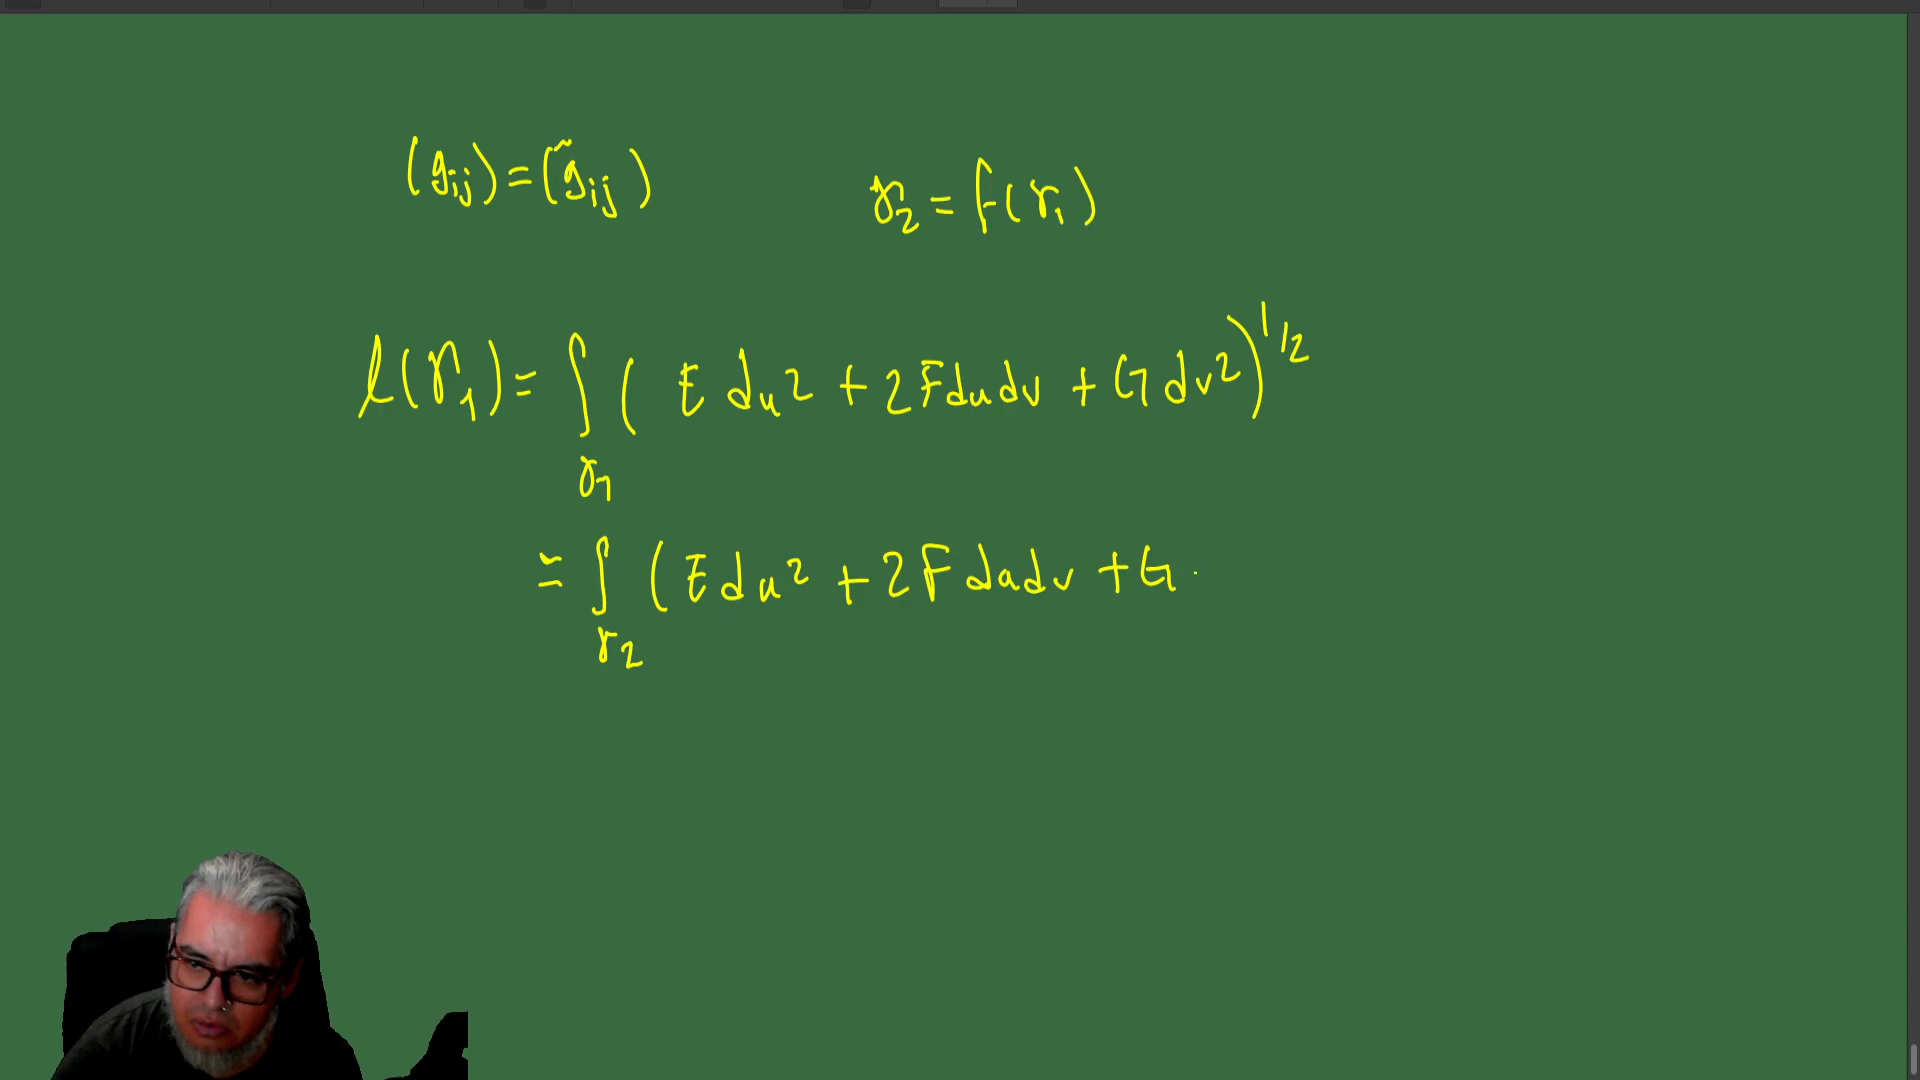 (gij) = (g̃ij)    γ₂ = f(γ₁)
ℓ(γ₁) = ∫γ₁ (E du² + 2F du dv + G dv²)^1/2
= ∫γ₂ (E du² + 2F du dv + G